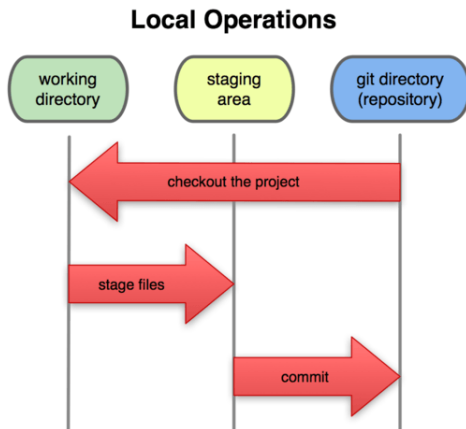 Local Operations
working
directory
staging
area
git directory
(repository)
checkout the project
stage files
commit